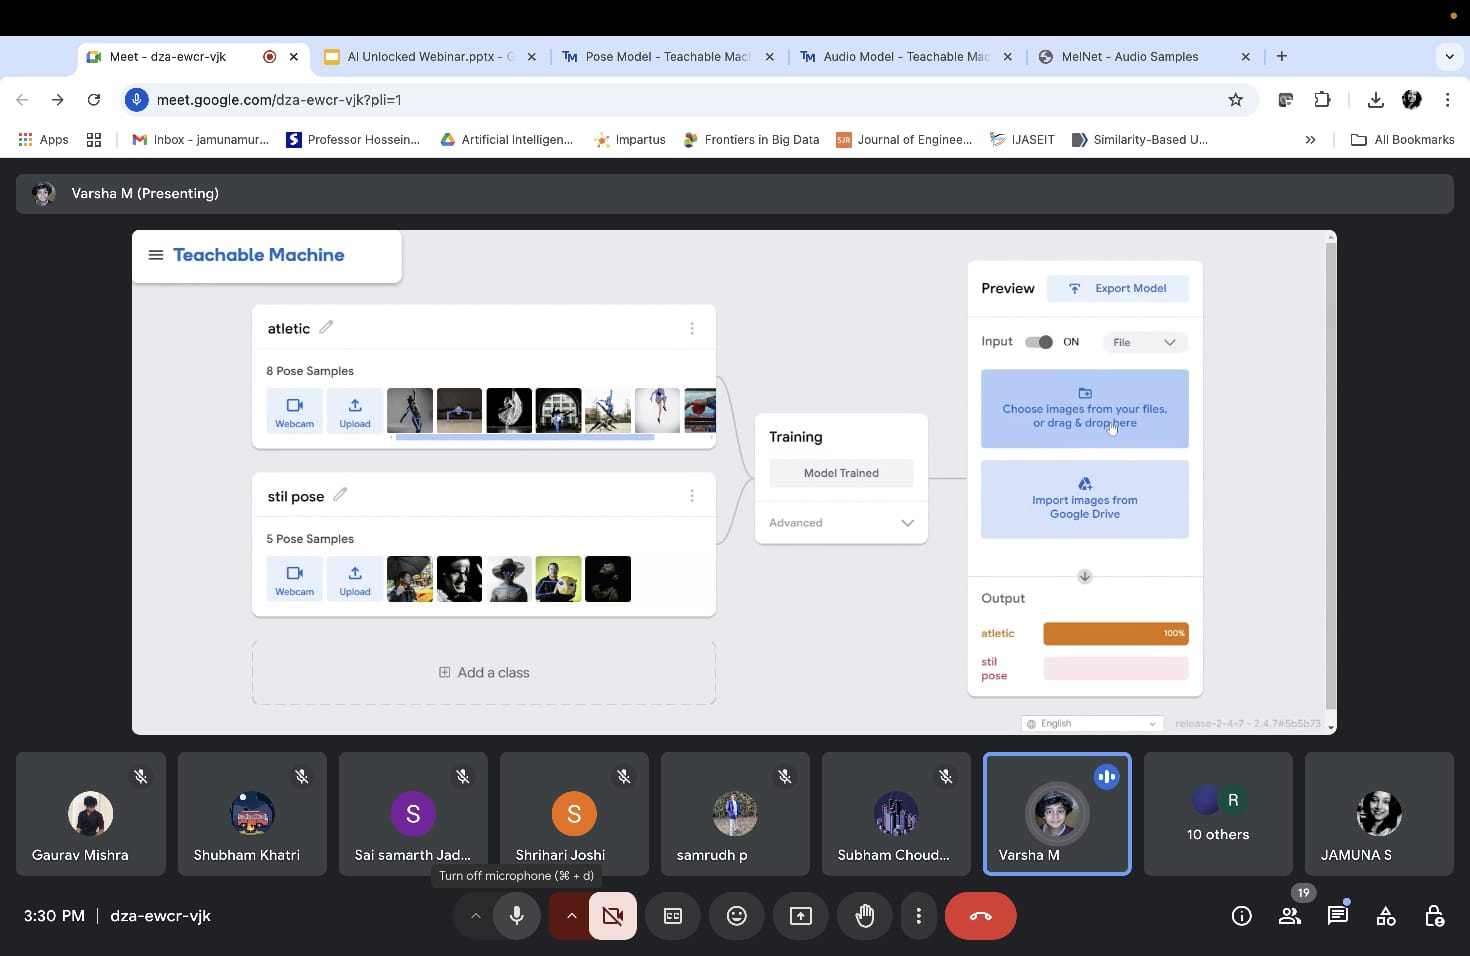 Meet - dza-ewcr-vjk
AI Unlocked Webinar.pptx - G
Pose Model - Teachable Mac
Audio Model - Teachable Mac
MelNet - Audio Samples
meet.google.com/dza-ewcr-vjk?pli=1
Apps
Inbox - jamunamur...
Professor Hossein...
Artificial Intelligen...
Impartus
Frontiers in Big Data
SJR
Journal of Enginee...
IJASEIT
Similarity-Based U...
All Bookmarks
Varsha M (Presenting)
Teachable Machine
atletic
8 Pose Samples
Webcam
Upload
stil pose
5 Pose Samples
Webcam
Upload
Add a class
Training
Model Trained
Advanced
Preview
Export Model
Input
ON
File
Choose images from your files,
or drag & drop here
Import images from
Google Drive
Output
atletic
100%
stil
pose
English
release-2-4-7 - 2.4.7#5b5b73
Gaurav Mishra
Shubham Khatri
S
Sai samarth Jad...
S
Shrihari Joshi
samrudh p
Subham Choud...
Varsha M
R
10 others
JAMUNA S
Turn off microphone (⌘ + d)
3:30 PM | dza-ewcr-vjk
19